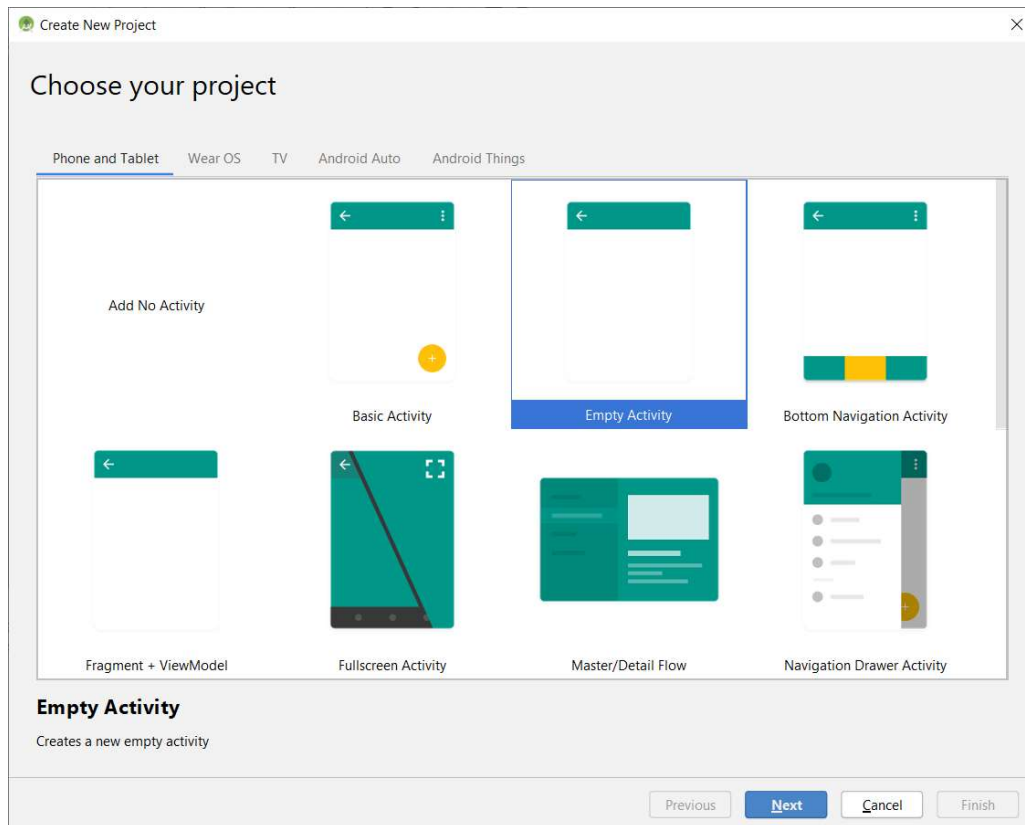 Create New Project
Choose your project
Phone and Tablet Wear OS TV Android Auto Android Things
Add No Activity
Basic Activity
Empty Activity
Bottom Navigation Activity
Fragment + ViewModel
Fullscreen Activity
Master/Detail Flow
Navigation Drawer Activity
Empty Activity
Creates a new empty activity
Previous Next Cancel Finish